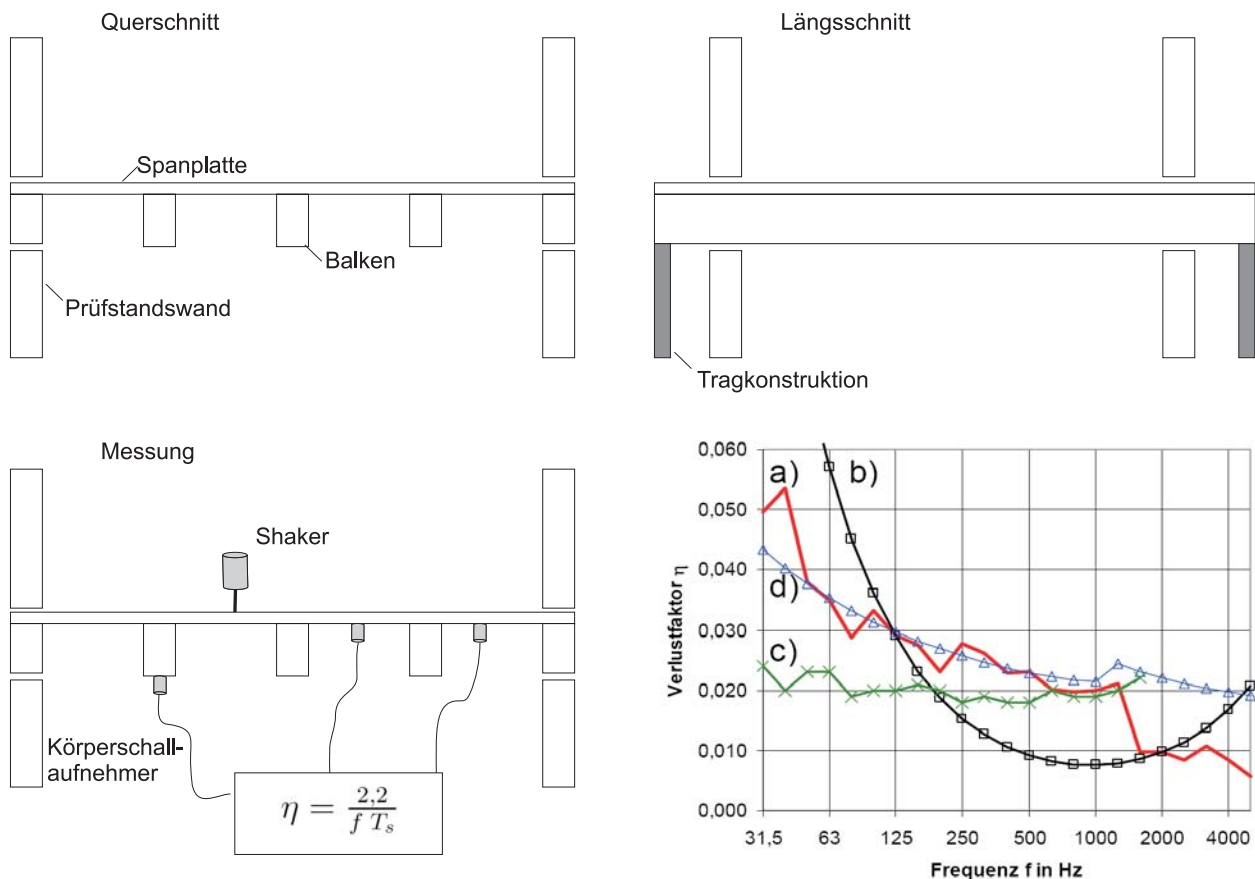 Querschnitt
Spanplatte
Balken
Prüfstandswand
Längsschnitt
Tragkonstruktion
Messung
Shaker
Körperschall-
aufnehmer
η = 2,2 / f Tₛ
0,060
0,050
0,040
0,030
0,020
0,010
0,000
Verlustfaktor η
a)
b)
d)
c)
31,5 63 125 250 500 1000 2000 4000
Frequenz f in Hz